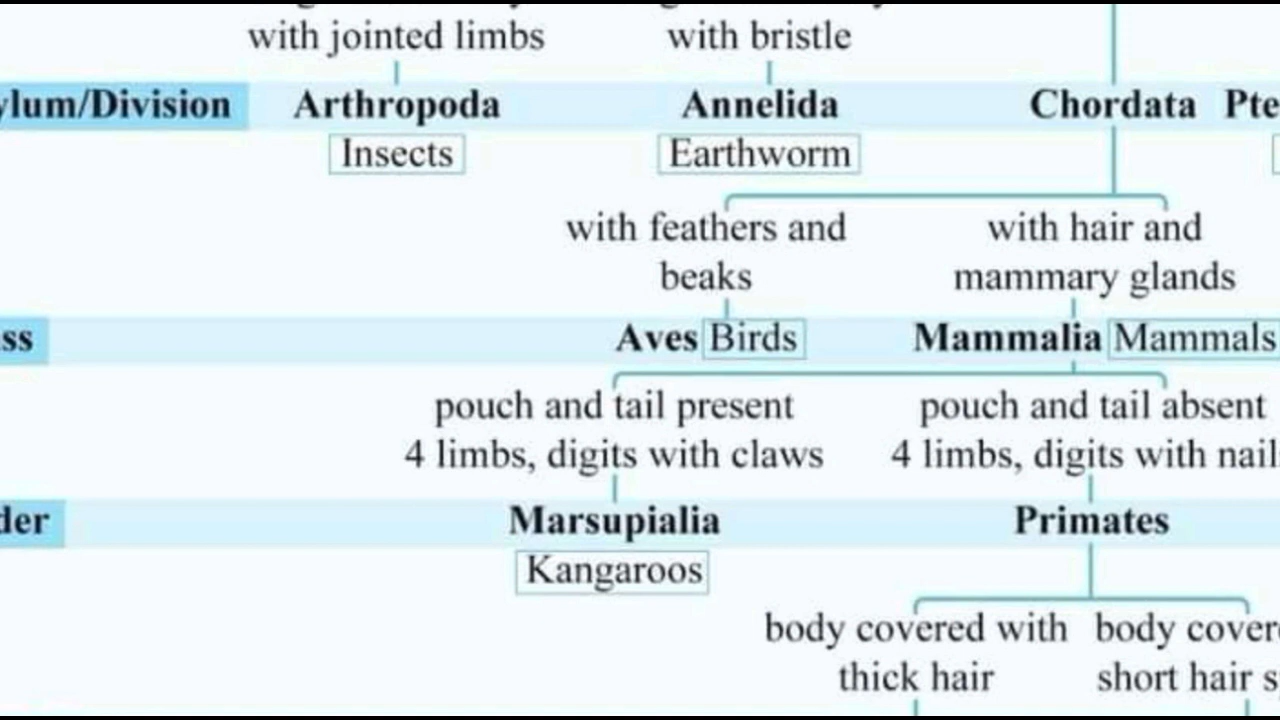 with jointed limbs
with bristle
ylum/Division
Arthropoda
Annelida
Chordata
Pte
Insects
Earthworm
with feathers and
beaks
with hair and
mammary glands
ss
Aves Birds
Mammalia Mammals
pouch and tail present
4 limbs, digits with claws
pouch and tail absent
4 limbs, digits with nail
der
Marsupialia
Primates
Kangaroos
body covered with
thick hair
body cover
short hair s